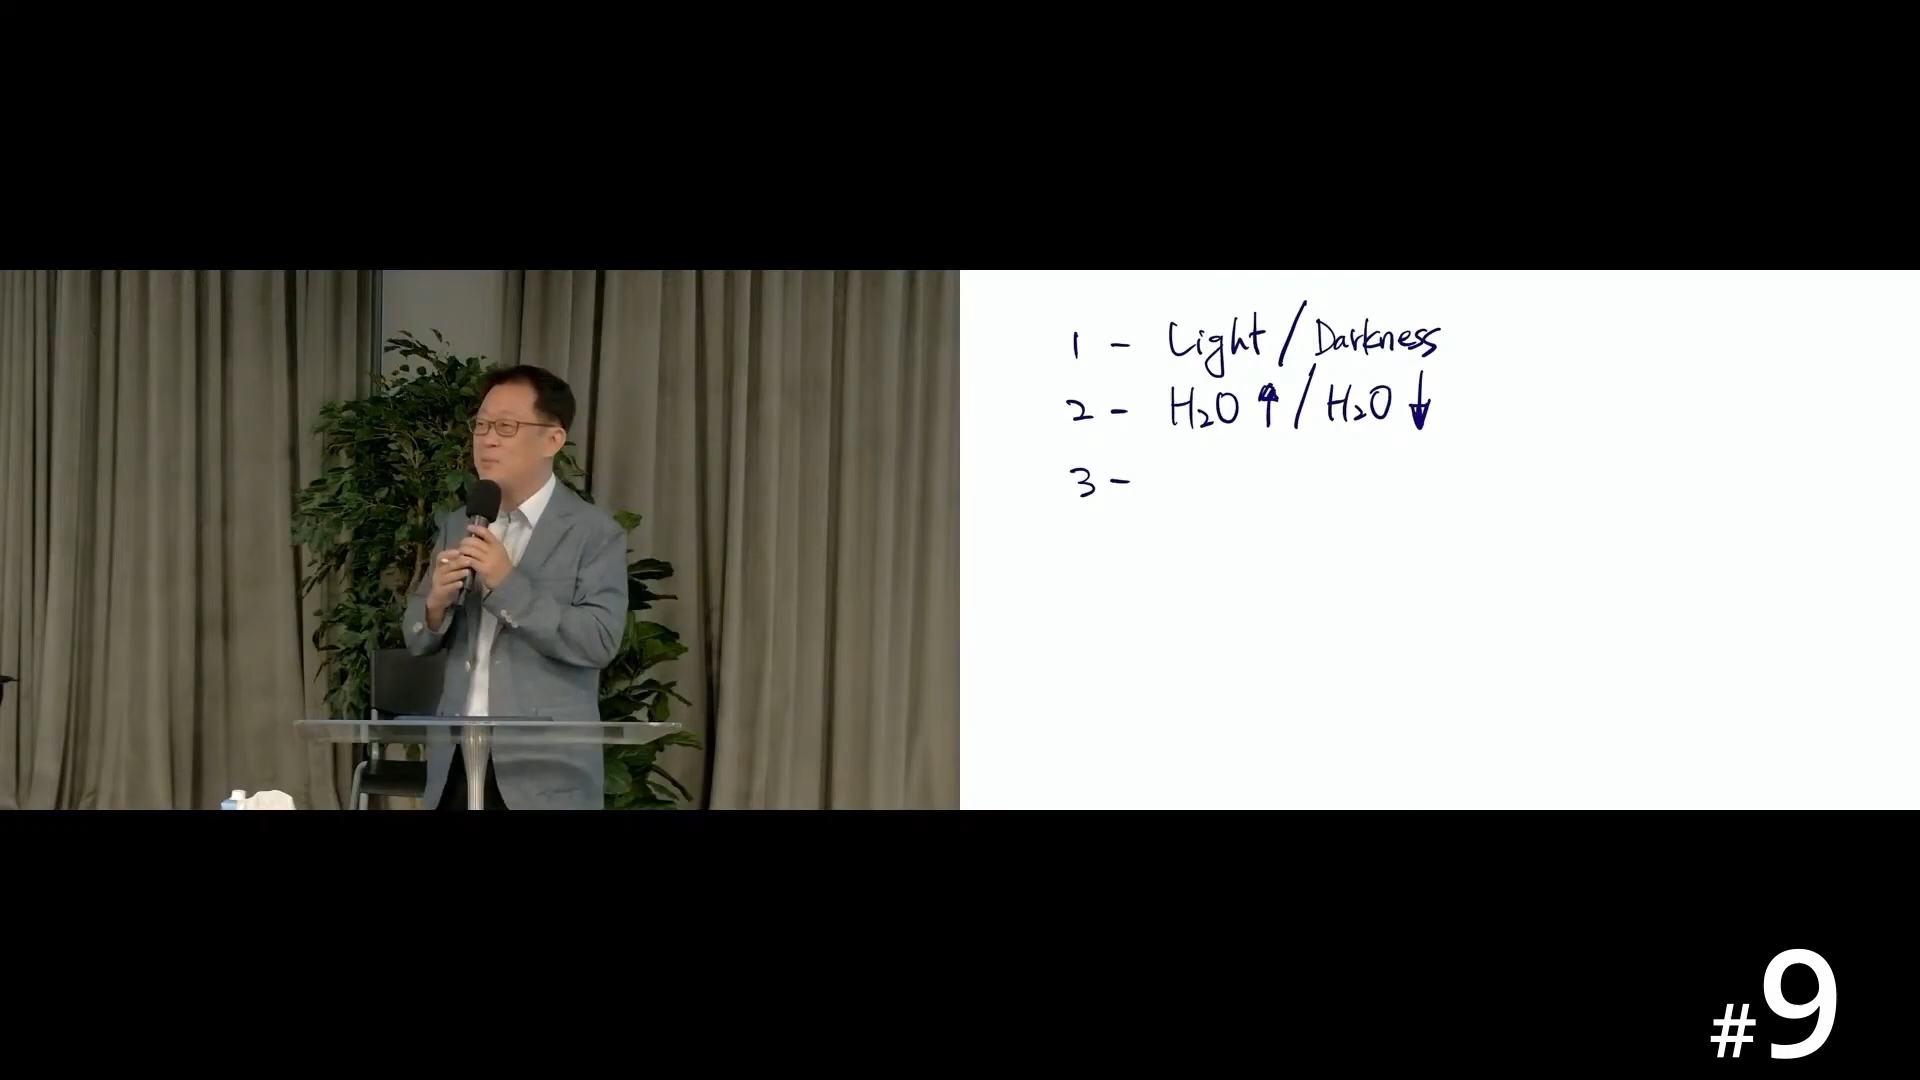 1 - Light / Darkness
2 - H₂O ↑ / H₂O ↓
3 -
#9